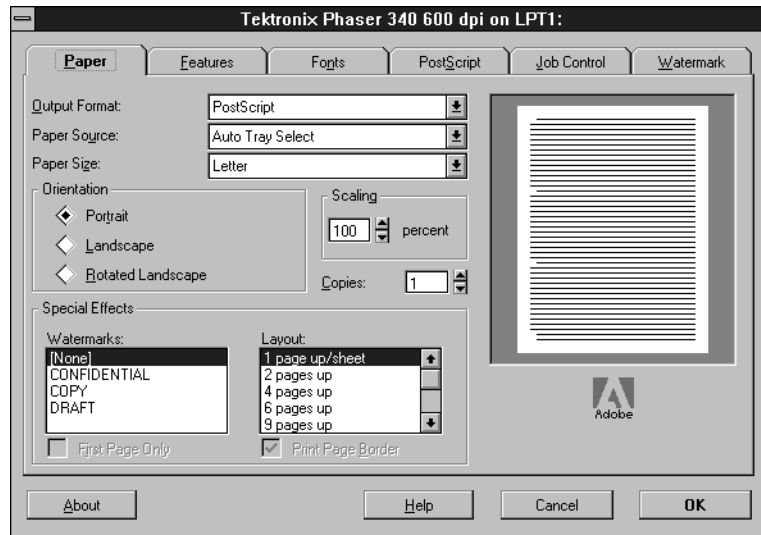 Tektronix Phaser 340 600 dpi on LPT1:
Paper Features Fonts PostScript Job Control Watermark
Output Format: PostScript
Paper Source: Auto Tray Select
Paper Size: Letter
Orientation
Portrait
Landscape
Rotated Landscape
Scaling
100 percent
Copies: 1
Special Effects
Watermarks:
[None]
CONFIDENTIAL
COPY
DRAFT
First Page Only
Layout:
1 page up/sheet
2 pages up
4 pages up
6 pages up
9 pages up
Print Page Border
Adobe
About Help Cancel OK